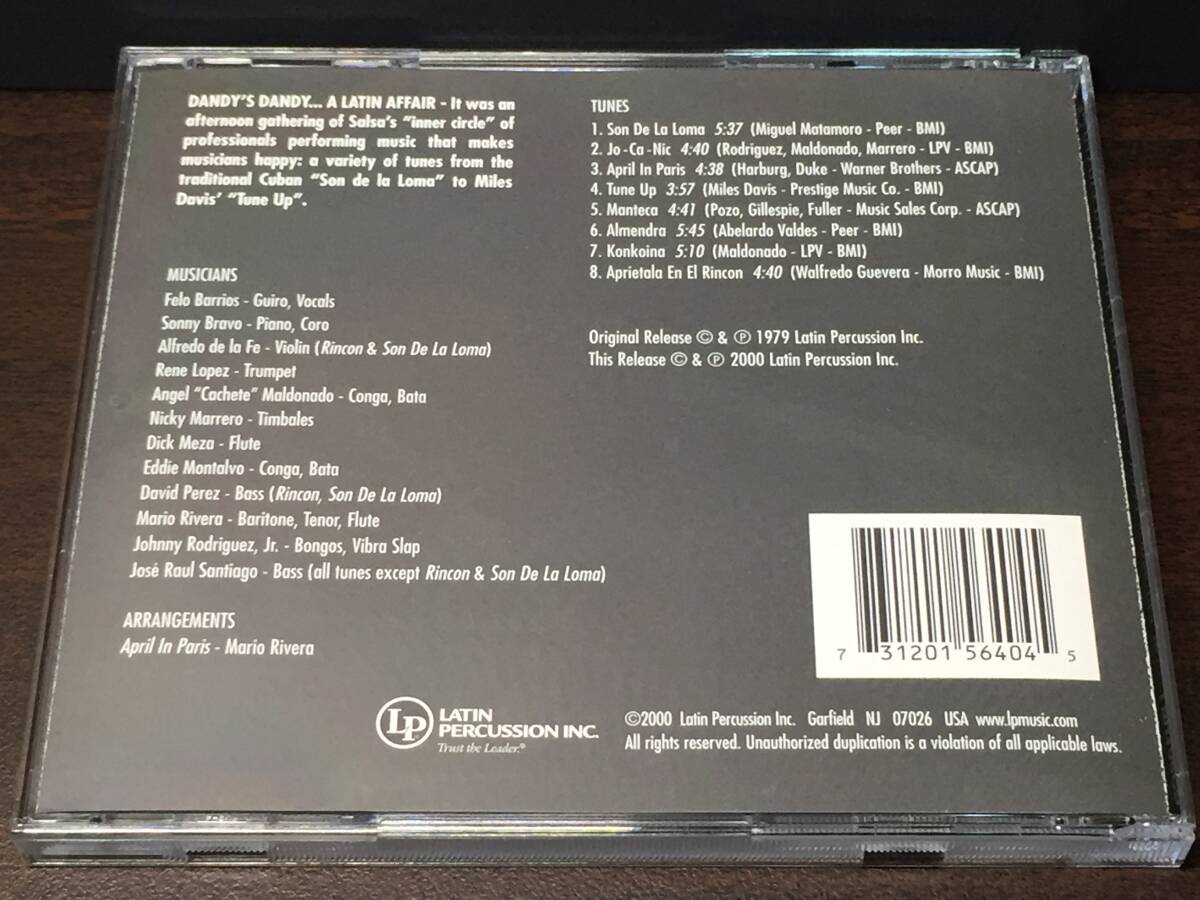 DANDY'S DANDY... A LATIN AFFAIR - It was an
afternoon gathering of Salsa's "inner circle" of
professionals performing music that makes
musicians happy: a variety of tunes from the
traditional Cuban "Son de la Loma" to Miles
Davis' "Tune Up".
MUSICIANS
Felo Barrios - Guiro, Vocals
Sonny Bravo - Piano, Coro
Alfredo de la Fe - Violin (Rincon & Son De La Loma)
Rene Lopez - Trumpet
Angel "Cachete" Maldonado - Conga, Bata
Nicky Marrero - Timbales
Dick Meza - Flute
Eddie Montalvo - Conga, Bata
David Perez - Bass (Rincon, Son De La Loma)
Mario Rivera - Baritone, Tenor, Flute
Johnny Rodriguez, Jr. - Bongos, Vibra Slap
José Raul Santiago - Bass (all tunes except Rincon & Son De La Loma)
ARRANGEMENTS
April In Paris - Mario Rivera
TUNES
1. Son De La Loma 5:37 (Miguel Matamoro - Peer - BMI)
2. Jo-Ca-Nic 4:40 (Rodriguez, Maldonado, Marrero - LPV - BMI)
3. April In Paris 4:38 (Harburg, Duke - Warner Brothers - ASCAP)
4. Tune Up 3:57 (Miles Davis - Prestige Music Co. - BMI)
5. Manteca 4:41 (Pozo, Gillespie, Fuller - Music Sales Corp. - ASCAP)
6. Almendra 5:45 (Abelardo Valdes - Peer - BMI)
7. Konkoina 5:10 (Maldonado - LPV - BMI)
8. Aprietala En El Rincon 4:40 (Walfredo Guevera - Morro Music - BMI)
Original Release © & ℗ 1979 Latin Percussion Inc.
This Release © & ℗ 2000 Latin Percussion Inc.
7 31201 56404 5
LP LATIN
PERCUSSION INC.
Trust the Leader.®
©2000 Latin Percussion Inc. Garfield NJ 07026 USA www.lpmusic.com
All rights reserved. Unauthorized duplication is a violation of all applicable laws.